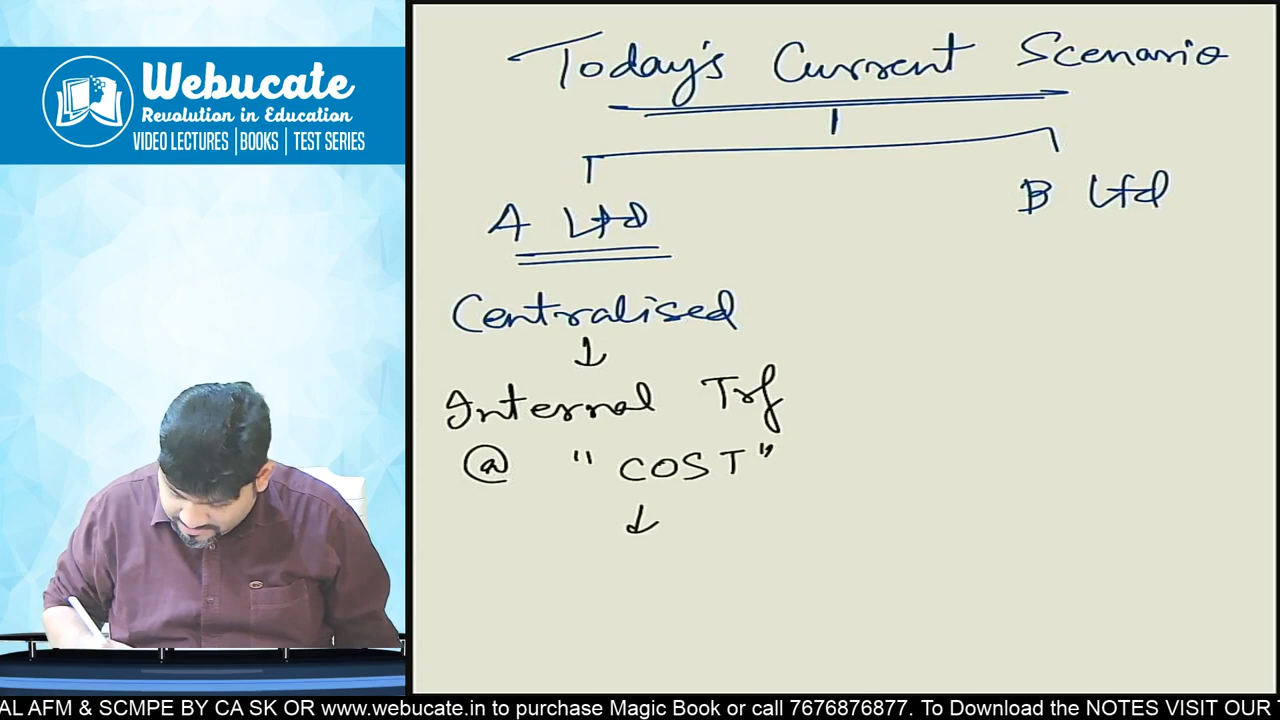 Webucate
Revolution in Education
VIDEO LECTURES | BOOKS | TEST SERIES
Today's Current Scenario
A Ltd
B Ltd
Centralised
Internal Trf
@ "COST"
AL AFM & SCMPE BY CA SK OR www.webucate.in to purchase Magic Book or call 7676876877. To Download the NOTES VISIT OUR